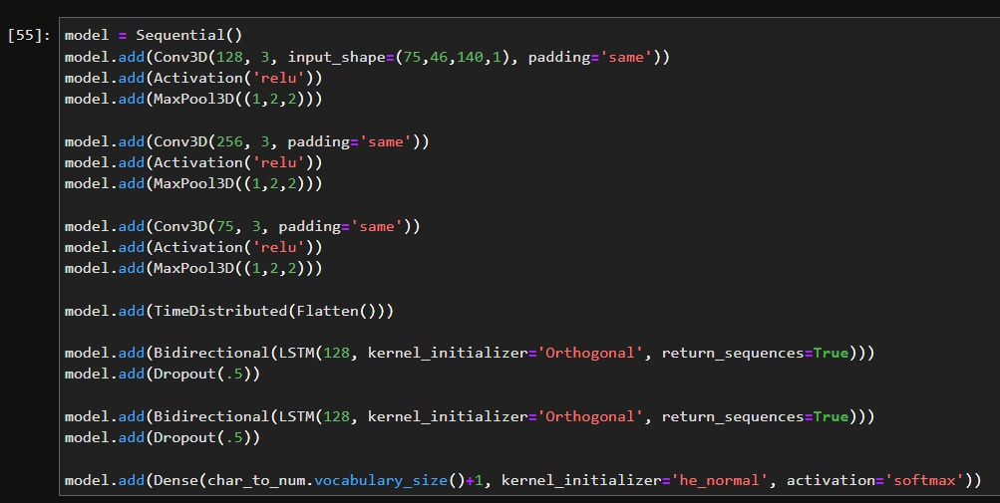 [55]: model = Sequential()
model.add(Conv3D(128, 3, input_shape=(75,46,140,1), padding='same'))
model.add(Activation('relu'))
model.add(MaxPool3D((1,2,2)))
model.add(Conv3D(256, 3, padding='same'))
model.add(Activation('relu'))
model.add(MaxPool3D((1,2,2)))
model.add(Conv3D(75, 3, padding='same'))
model.add(Activation('relu'))
model.add(MaxPool3D((1,2,2)))
model.add(TimeDistributed(Flatten()))
model.add(Bidirectional(LSTM(128, kernel_initializer='Orthogonal', return_sequences=True)))
model.add(Dropout(.5))
model.add(Bidirectional(LSTM(128, kernel_initializer='Orthogonal', return_sequences=True)))
model.add(Dropout(.5))
model.add(Dense(char_to_num.vocabulary_size()+1, kernel_initializer='he_normal', activation='softmax'))